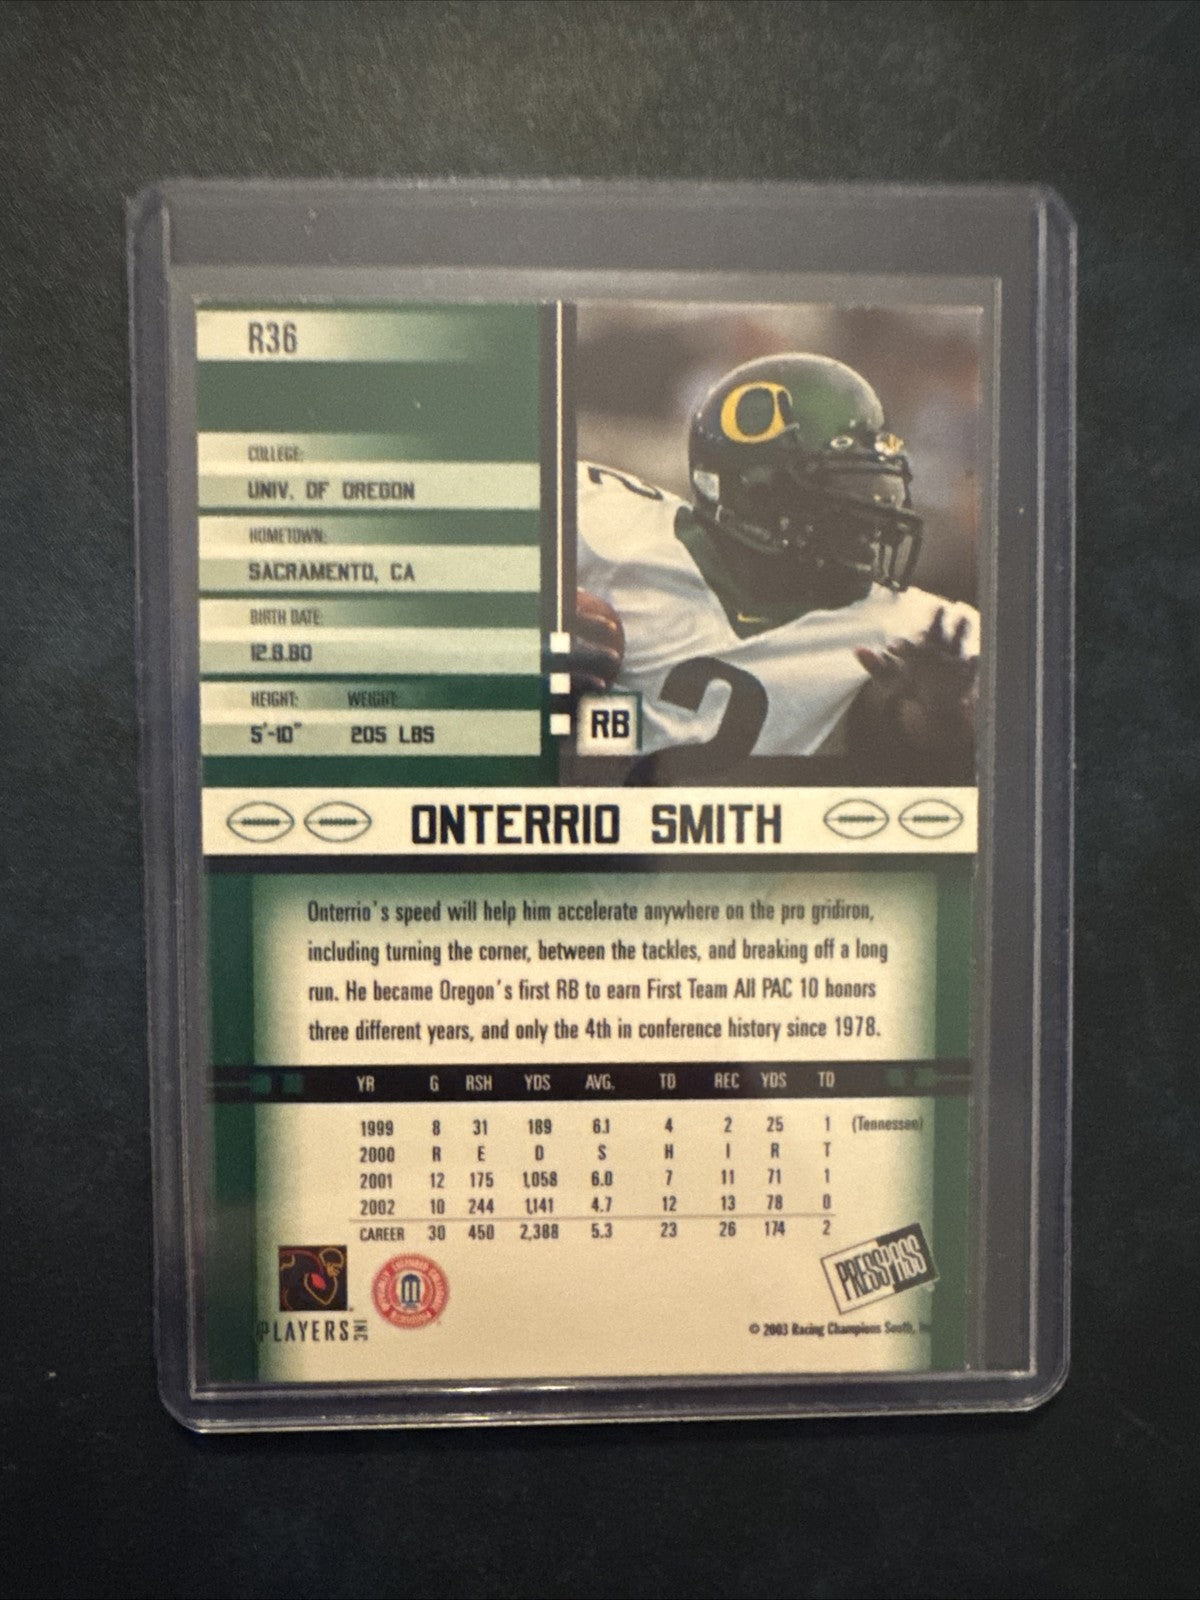 R36
COLLEGE:
UNIV. OF OREGON
HOMETOWN:
SACRAMENTO, CA
BIRTH DATE:
12.8.80
HEIGHT: WEIGHT:
5'-10" 205 LBS
O
2
2
RB
ONTERRIO SMITH
Onterrio's speed will help him accelerate anywhere on the pro gridiron,
including turning the corner, between the tackles, and breaking off a long
run. He became Oregon's first RB to earn First Team All PAC 10 honors
three different years, and only the 4th in conference history since 1978.
YR G RSH YDS AVG. TD REC YDS TD
1999 8 31 189 6.1 4 2 25 1 (Tennessee)
2000 R E D S H I R T
2001 12 175 1,058 6.0 7 11 71 1
2002 10 244 1,141 4.7 12 13 78 0
CAREER 30 450 2,388 5.3 23 26 174 2
PLAYERS INC
PRESS PASS
© 2003 Racing Champions South,